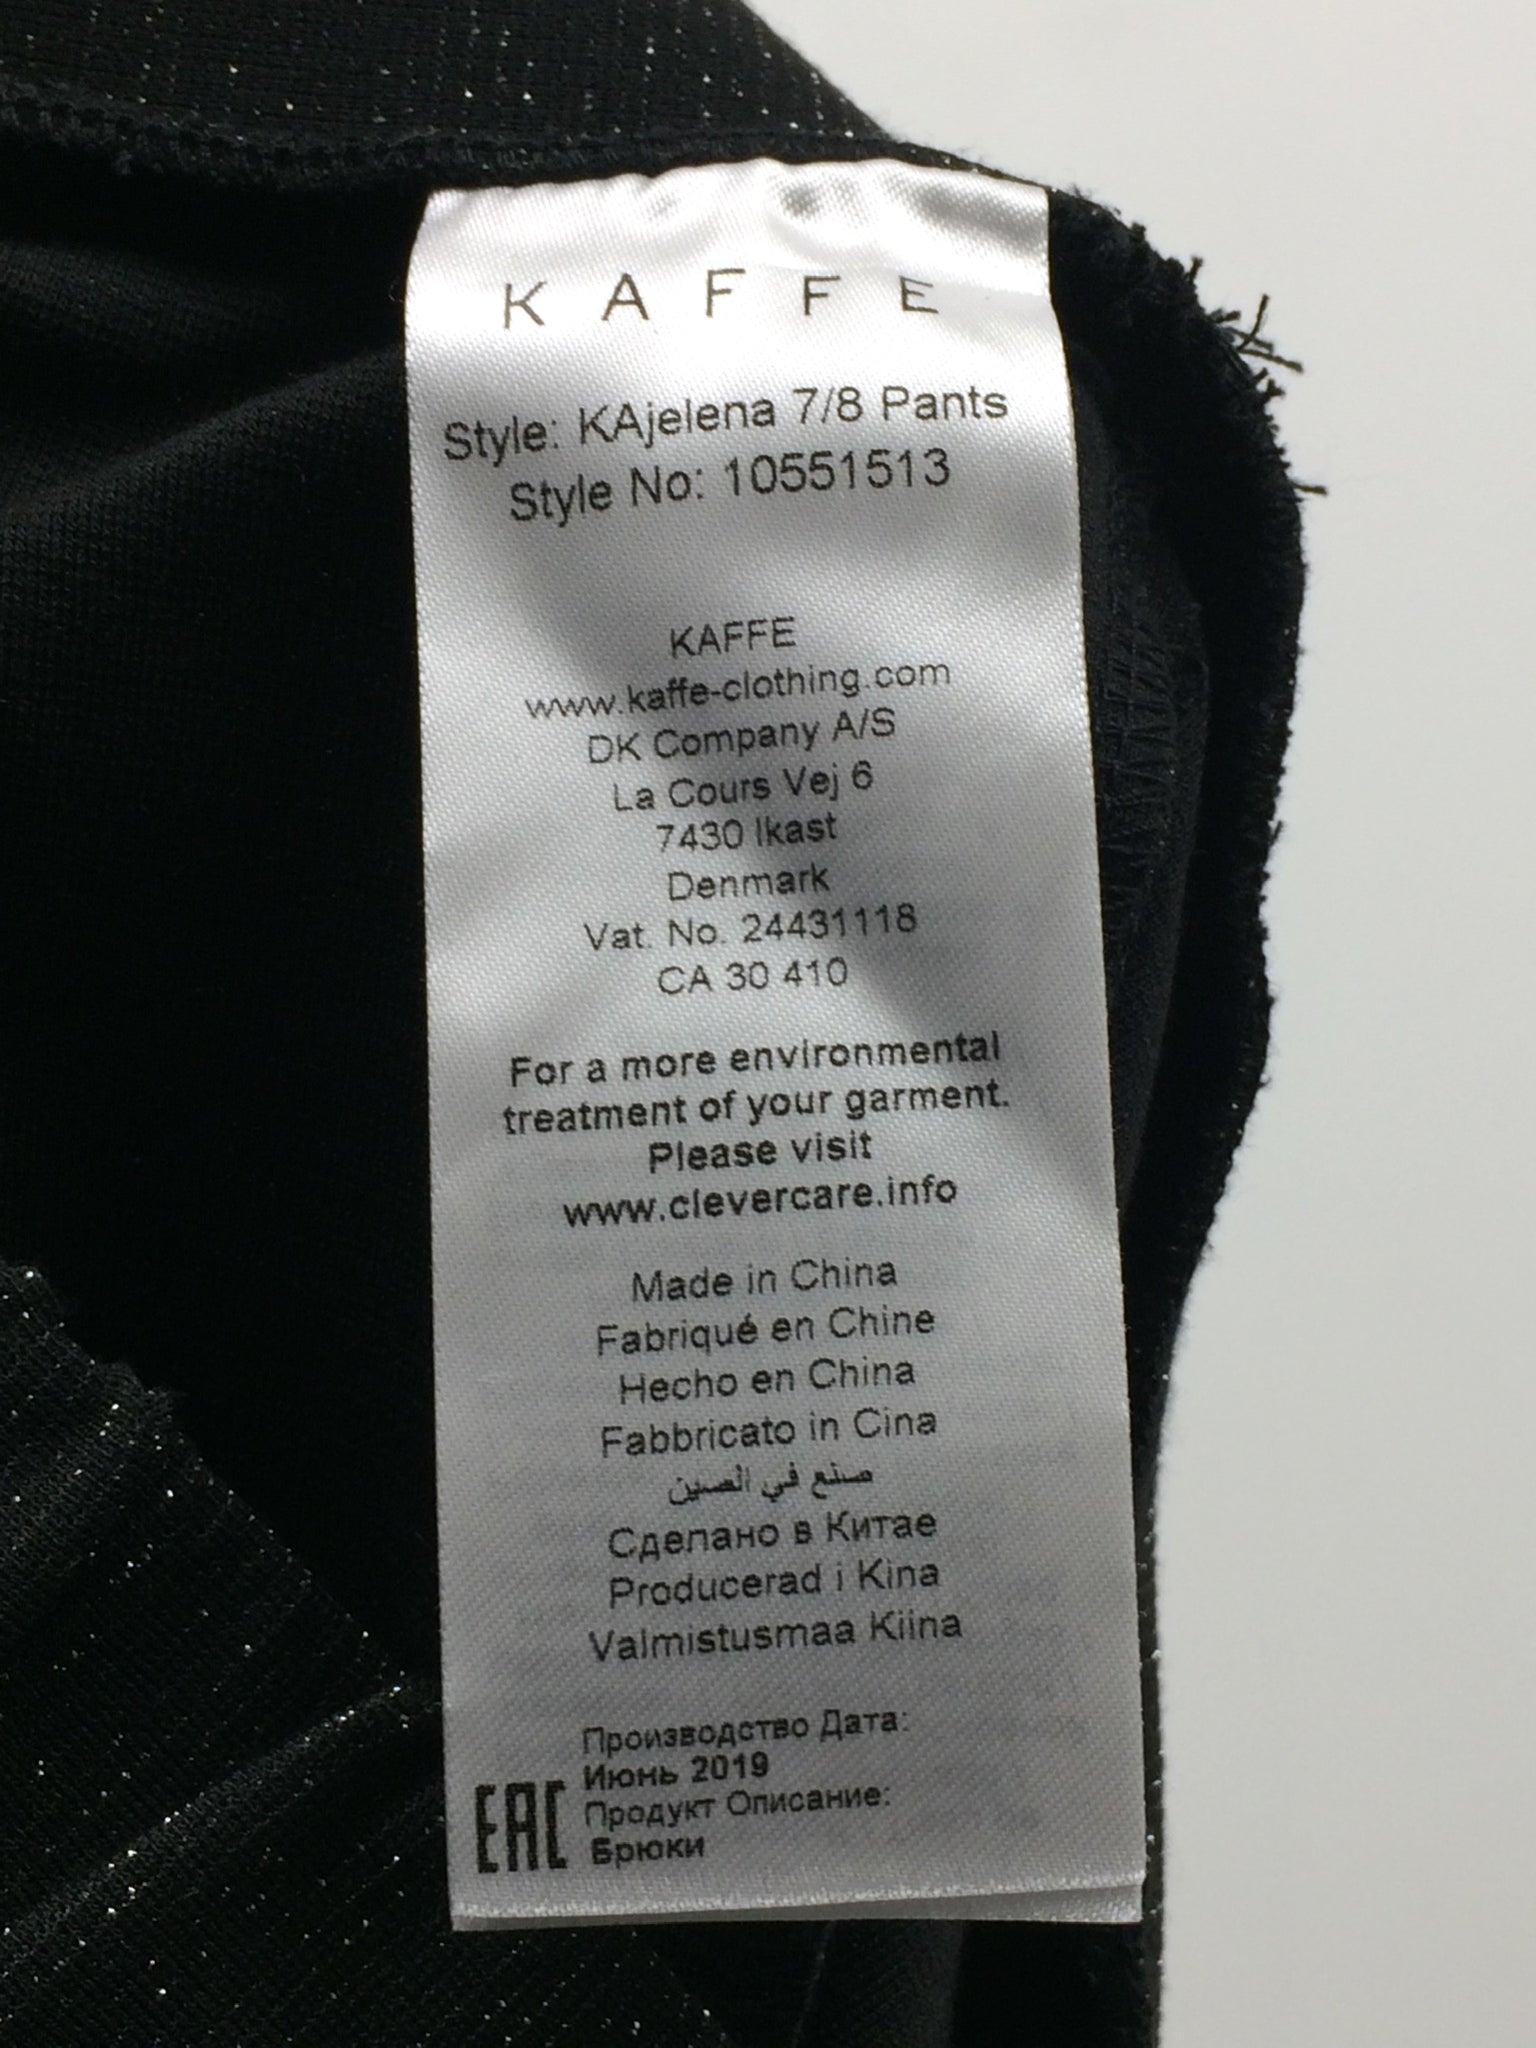 KAFFE
Style: KAjelena 7/8 Pants
Style No: 10551513
KAFFE
www.kaffe-clothing.com
DK Company A/S
La Cours Vej 6
7430 Ikast
Denmark
Vat. No. 24431118
CA 30 410
For a more environmental
treatment of your garment.
Please visit
www.clevercare.info
Made in China
Fabriqué en Chine
Hecho en China
Fabbricato in Cina
صنع في الصين
Сделано в Китае
Producerad i Kina
Valmistusmaa Kiina
Производство Дата:
Июнь 2019
Продукт Описание:
Брюки
EAC